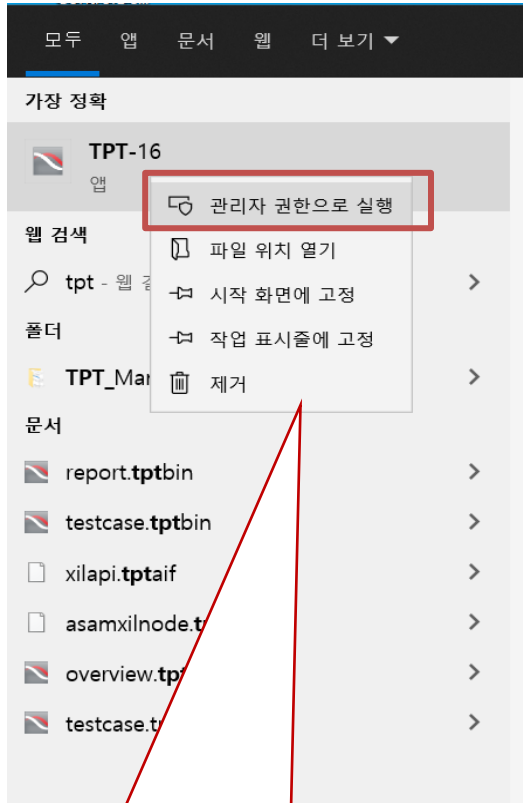 모두 앱 문서 웹 더 보기
가장 정확
TPT-16
앱
관리자 권한으로 실행
웹 검색
파일 위치 열기
tpt - 웹
시작 화면에 고정
폴더
작업 표시줄에 고정
TPT_Mar
제거
문서
report.tptbin
testcase.tptbin
xilapi.tptaif
asamxilnode.t
overview.tpt
testcase.t